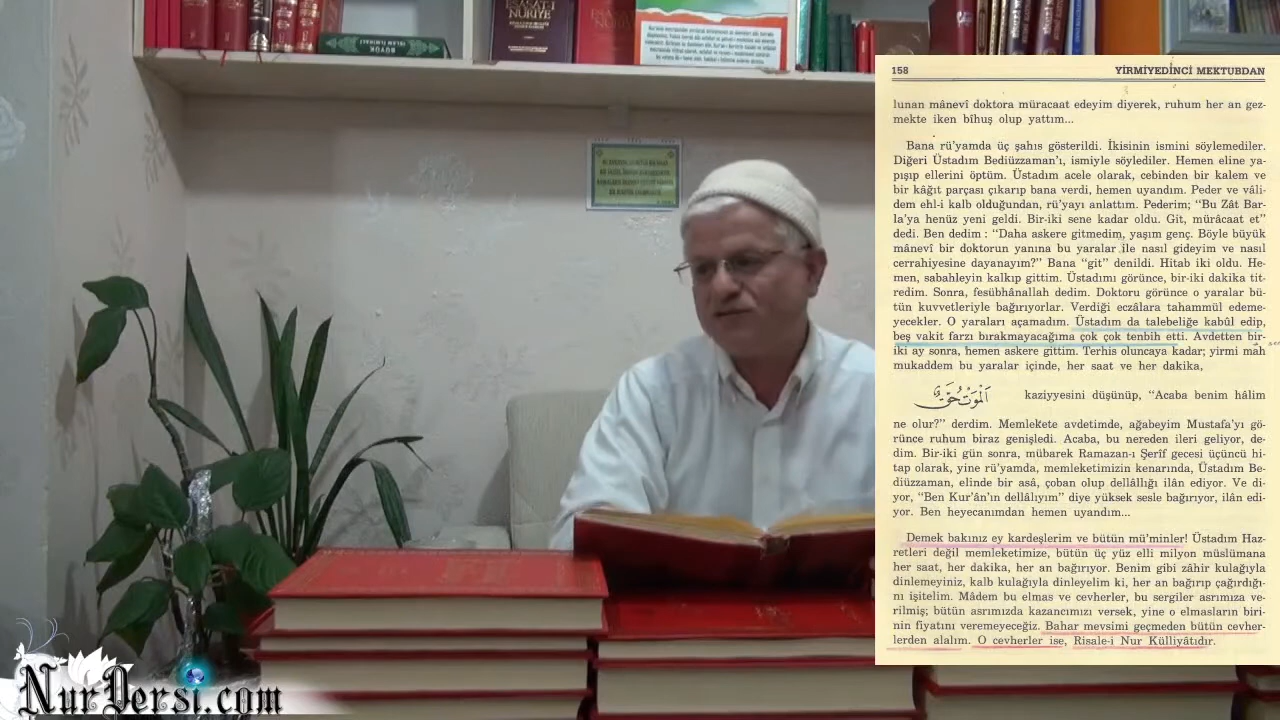 ESASAT-I
NURİYE
BÜYÜK
158 YİRMİYEDİNCİ MEKTUBDAN
lunan mânevî doktora müracaat edeyim diyerek, ruhum her an gez-
mekte iken bîhuş olup yattım...
Bana rü'yamda üç şahıs gösterildi. İkisinin ismini söylemediler.
Diğeri Üstadım Bediüzzaman'ı, ismiyle söylediler. Hemen eline ya-
pışıp ellerini öptüm. Üstadım acele olarak, cebinden bir kalem ve
bir kâğıt parçası çıkarıp bana verdi, hemen uyandım. Peder ve vâli-
dem ehl-i kalb olduğundan, rü'yayı anlattım. Pederim; "Bu Zât Bar-
la'ya henüz yeni geldi. Bir-iki sene kadar oldu. Git, mürâcaat et"
dedi. Ben dedim : "Daha askere gitmedim, yaşım genç. Böyle büyük
mânevî bir doktorun yanına bu yaralar ile nasıl gideyim ve nasıl
cerrahiyesine dayanayım?" Bana "git" denildi. Hitab iki oldu. He-
men, sabahleyin kalkıp gittim. Üstadımı görünce, bir-iki dakika tit-
redim. Sonra, fesübhânallah dedim. Doktoru görünce o yaralar bü-
tün kuvvetleriyle bağırıyorlar. Verdiği eczâlara tahammül edeme-
yecekler. O yaraları açamadım. Üstadım da talebeliğe kabûl edip,
beş vakit farzı bırakmayacağıma çok çok tenbih etti. Avdetten bir-
iki ay sonra, hemen askere gittim. Terhis oluncaya kadar; yirmi mah
mukaddem bu yaralar içinde, her saat ve her dakika,
اَلْمَوْتُ حَقٌّ kaziyyesini düşünüp, "Acaba benim hâlim
ne olur?" derdim. Memlekete avdetimde, ağabeyim Mustafa'yı gö-
rünce ruhum biraz genişledi. Acaba, bu nereden ileri geliyor, de-
dim. Bir-iki gün sonra, mübarek Ramazan-ı Şerîf gecesi üçüncü hi-
tap olarak, yine rü'yamda, memleketimizin kenarında, Üstadım Be-
diüzzaman, elinde bir asâ, çoban olup dellâllığı ilân ediyor. Ve di-
yor, "Ben Kur'ân'ın dellâlıyım" diye yüksek sesle bağırıyor, ilân edi-
yor. Ben heyecanımdan hemen uyandım...
Demek bakınız ey kardeşlerim ve bütün mü'minler! Üstadım Haz-
retleri değil memleketimize, bütün üç yüz elli milyon müslümana
her saat, her dakika, her an bağırıyor. Benim gibi zâhir kulağıyla
dinlemeyiniz, kalb kulağıyla dinleyelim ki, her an bağırıp çağırdığı-
nı işitelim. Mâdem bu elmas ve cevherler, bu sergiler asrımıza ve-
rilmiş; bütün asrımızda kazancımızı versek, yine o elmasların biri-
nin fiyatını veremeyeceğiz. Bahar mevsimi geçmeden bütün cevher-
lerden alalım. O cevherler ise, Risale-i Nur Külliyâtıdır.
NurDersi.com